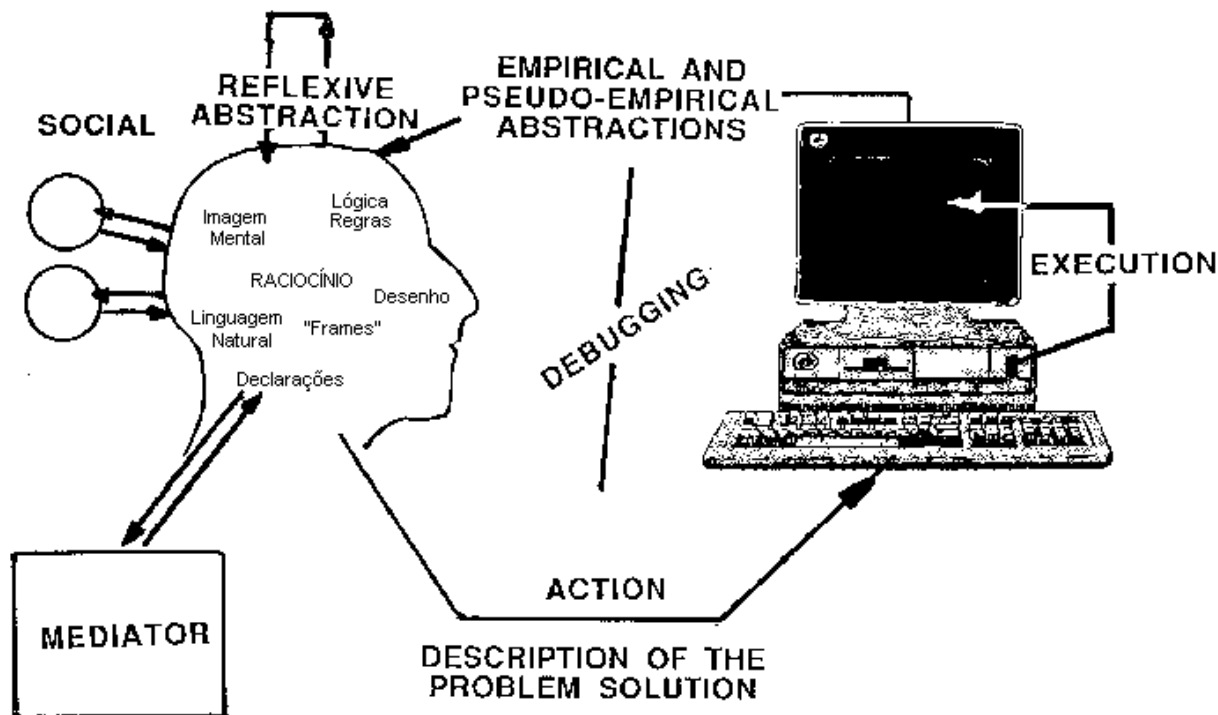 REFLEXIVE
ABSTRACTION
EMPIRICAL AND
PSEUDO-EMPIRICAL
ABSTRACTIONS
SOCIAL
Imagem
Mental
Lógica
Regras
RACIOCÍNIO
Desenho
Linguagem
Natural
"Frames"
Declarações
DEBUGGING
EXECUTION
MEDIATOR
ACTION
DESCRIPTION OF THE
PROBLEM SOLUTION